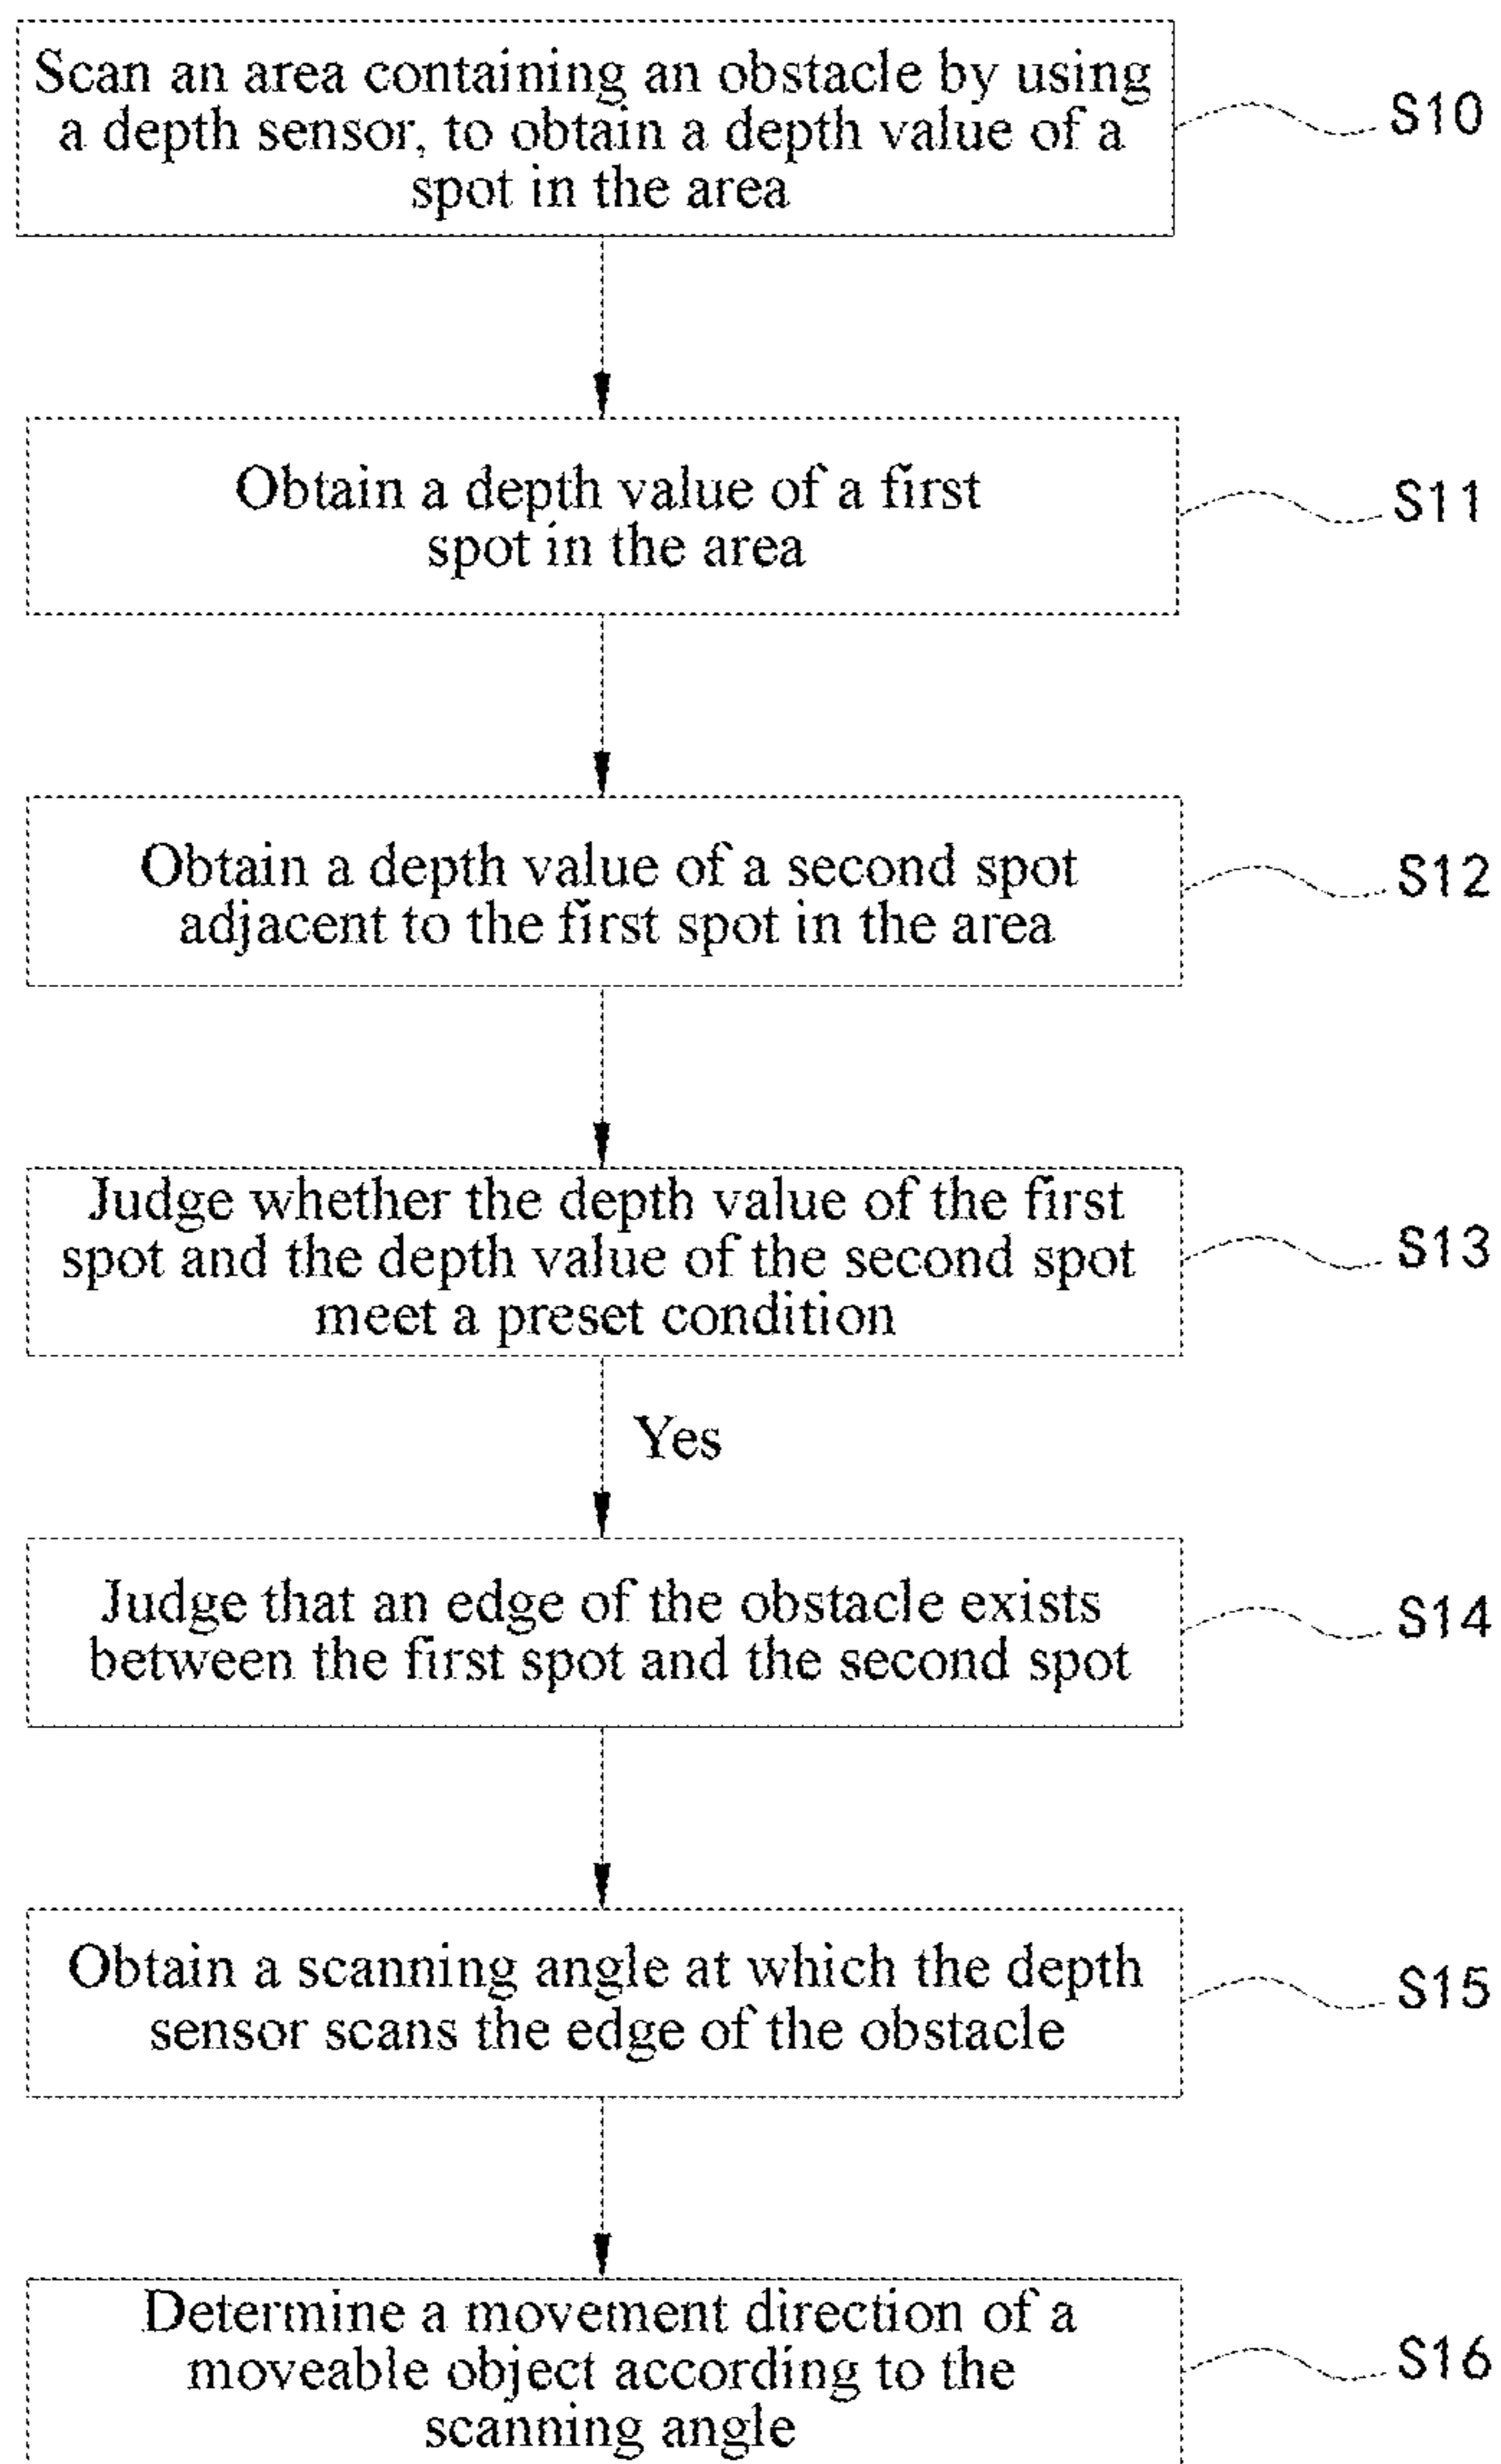 Scan an area containing an obstacle by using
a depth sensor, to obtain a depth value of a
spot in the area
S10
Obtain a depth value of a first
spot in the area
S11
Obtain a depth value of a second spot
adjacent to the first spot in the area
S12
Judge whether the depth value of the first
spot and the depth value of the second spot
meet a preset condition
S13
Yes
Judge that an edge of the obstacle exists
between the first spot and the second spot
S14
Obtain a scanning angle at which the depth
sensor scans the edge of the obstacle
S15
Determine a movement direction of a
moveable object according to the
scanning angle
S16